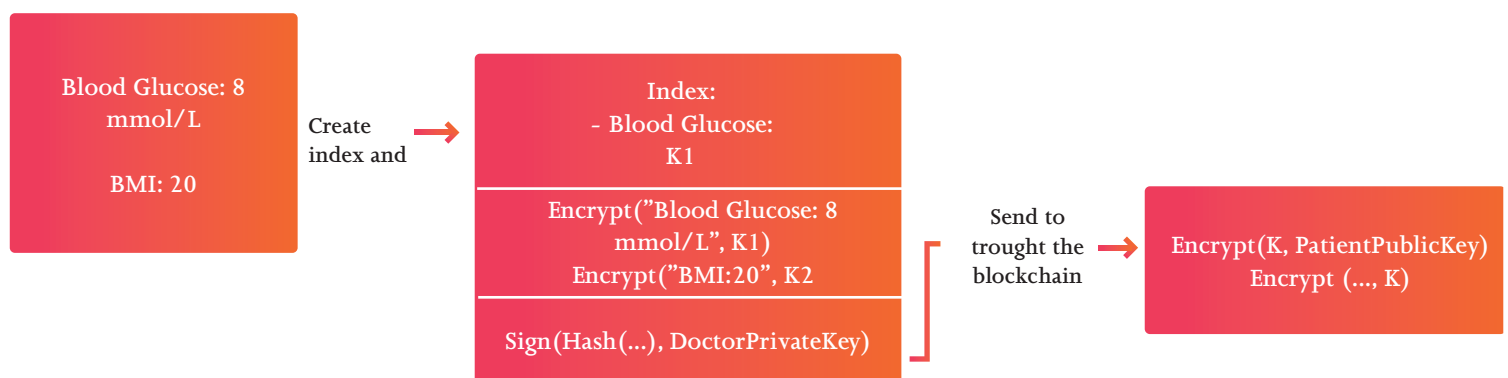 Blood Glucose: 8
mmol/L
BMI: 20
Create
index and
Index:
- Blood Glucose:
K1
Encrypt("Blood Glucose: 8
mmol/L", K1)
Encrypt("BMI:20", K2
Sign(Hash(...), DoctorPrivateKey)
Send to
trought the
blockchain
Encrypt(K, PatientPublicKey)
Encrypt (..., K)